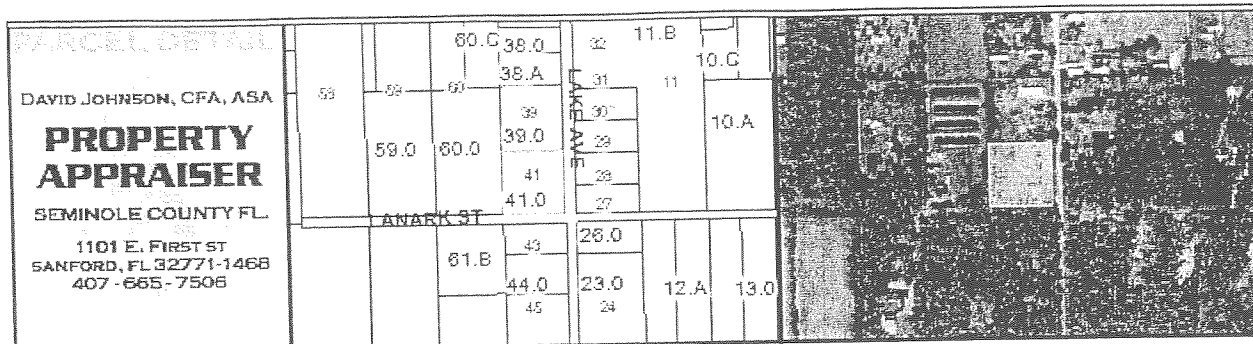 PARCEL DETAIL
DAVID JOHNSON, CFA, ASA
PROPERTY
APPRAISER
SEMINOLE COUNTY FL.
1101 E. FIRST ST
SANFORD, FL 32771-1468
407-665-7506
60.C
38.0
32
11.B
10.C
38.A
LAKE AVE
31
11
59
59
60
30
39
10.A
59.0
60.0
39.0
29
41
28
41.0
27
LANARK ST
26.0
43
61.B
44.0
23.0
12.A
13.0
45
24